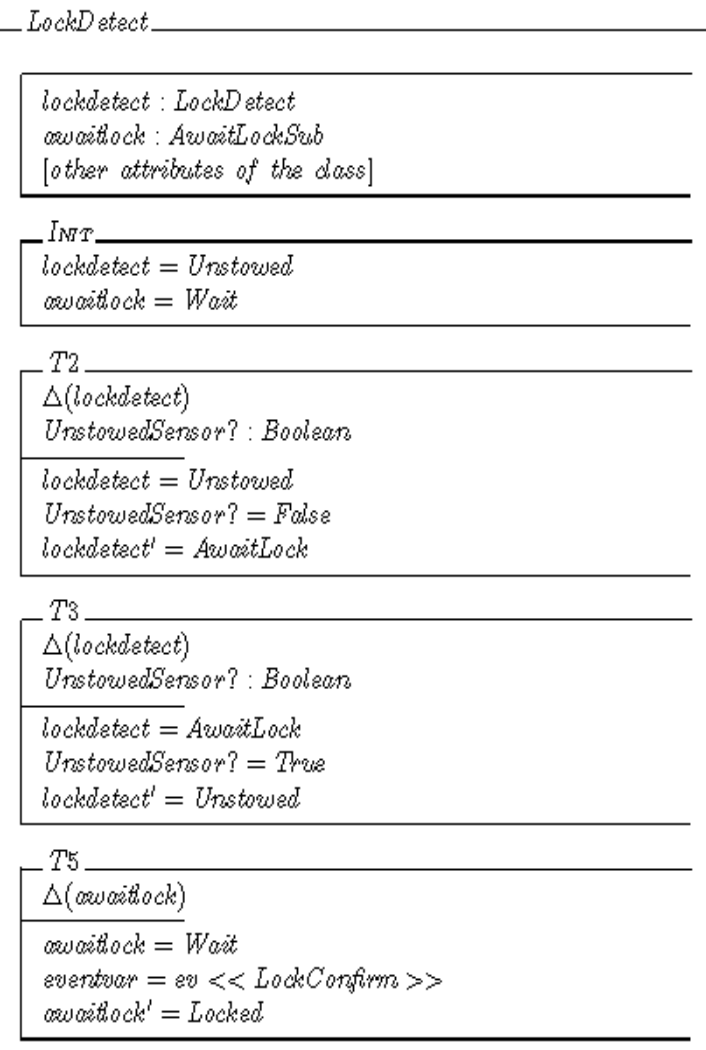 LockDetect
lockdetect : LockDetect
awaitlock : AwaitLockSub
[other attributes of the class]
INIT
lockdetect = Unstowed
awaitlock = Wait
T2
Δ(lockdetect)
UnstowedSensor? : Boolean
lockdetect = Unstowed
UnstowedSensor? = False
lockdetect′ = AwaitLock
T3
Δ(lockdetect)
UnstowedSensor? : Boolean
lockdetect = AwaitLock
UnstowedSensor? = True
lockdetect′ = Unstowed
T5
Δ(awaitlock)
awaitlock = Wait
eventvar = ev << LockConfirm >>
awaitlock′ = Locked